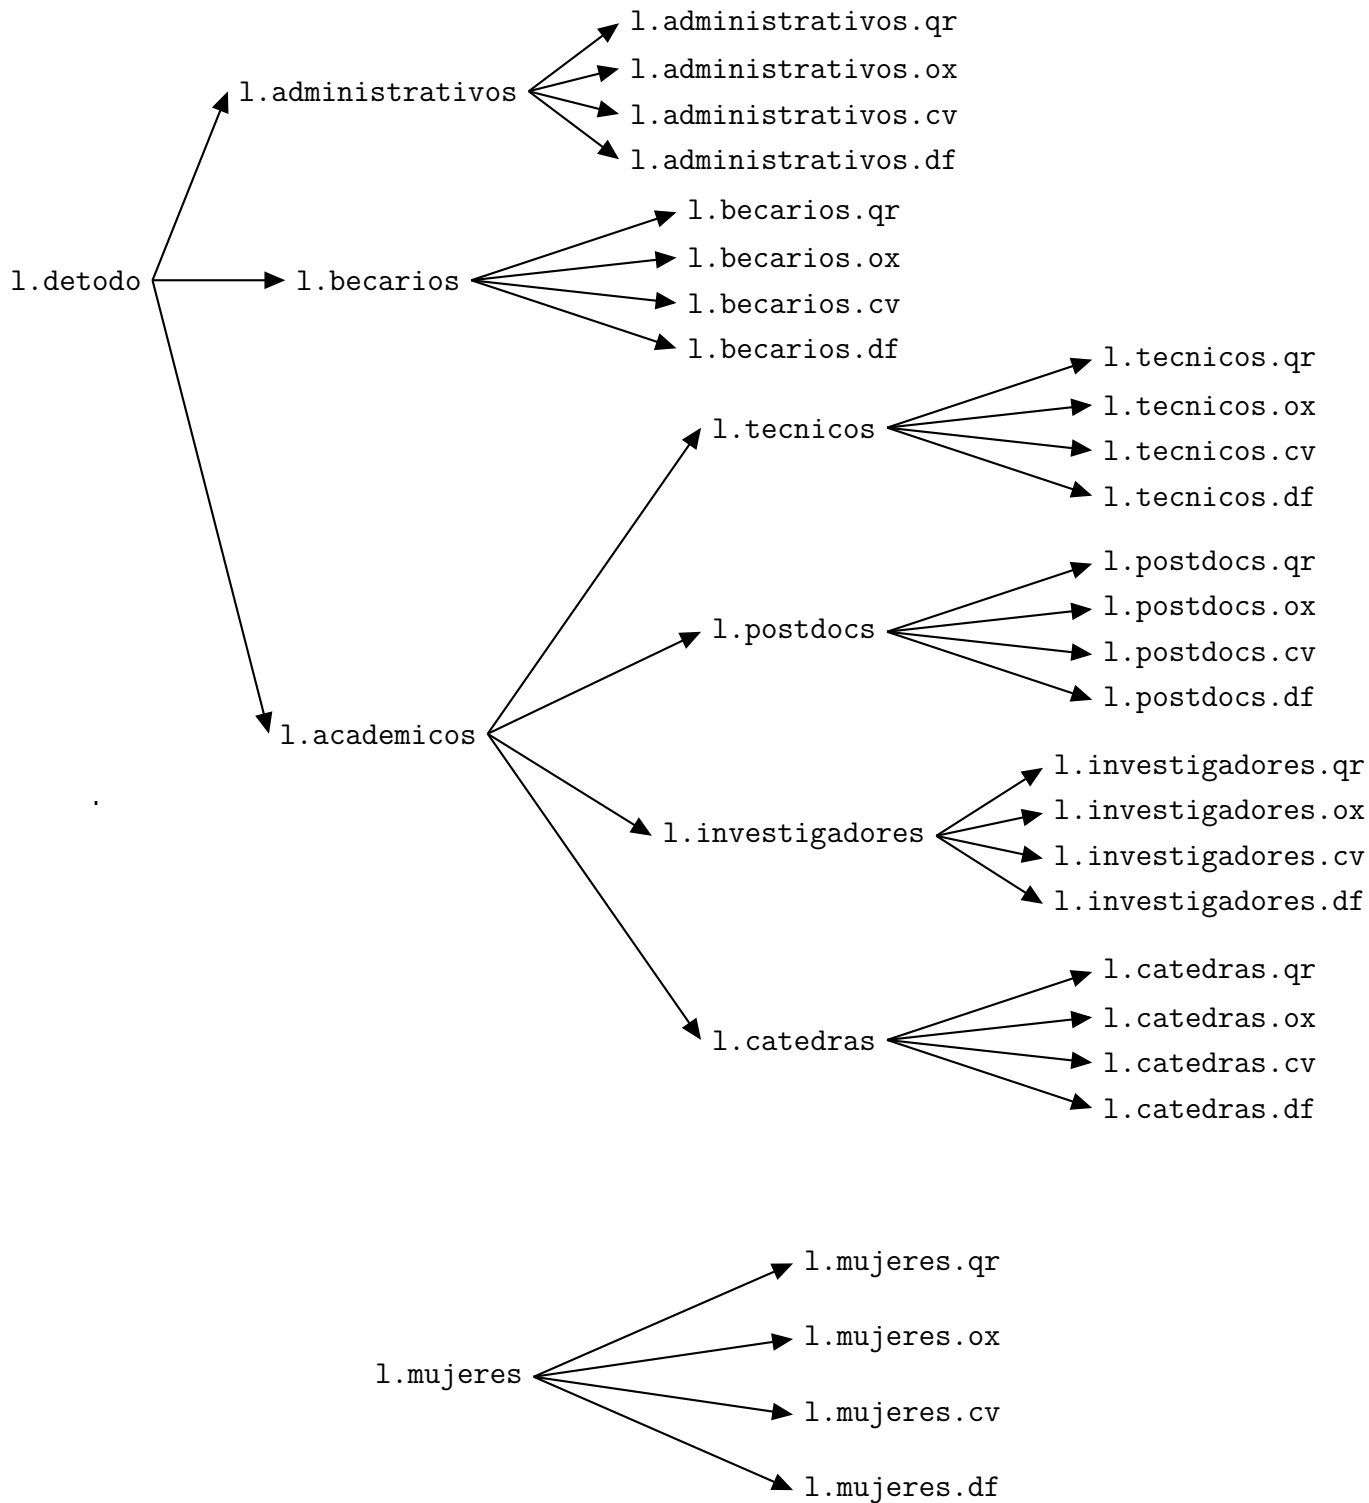 l.administrativos.qr
l.administrativos.ox
l.administrativos
l.administrativos.cv
l.administrativos.df
l.becarios.qr
l.becarios.ox
l.detodo
l.becarios
l.becarios.cv
l.becarios.df
l.tecnicos.qr
l.tecnicos.ox
l.tecnicos
l.tecnicos.cv
l.tecnicos.df
l.postdocs.qr
l.postdocs.ox
l.postdocs
l.postdocs.cv
l.postdocs.df
l.academicos
l.investigadores.qr
l.investigadores.ox
l.investigadores
l.investigadores.cv
l.investigadores.df
l.catedras.qr
l.catedras.ox
l.catedras
l.catedras.cv
l.catedras.df
l.mujeres.qr
l.mujeres.ox
l.mujeres
l.mujeres.cv
l.mujeres.df